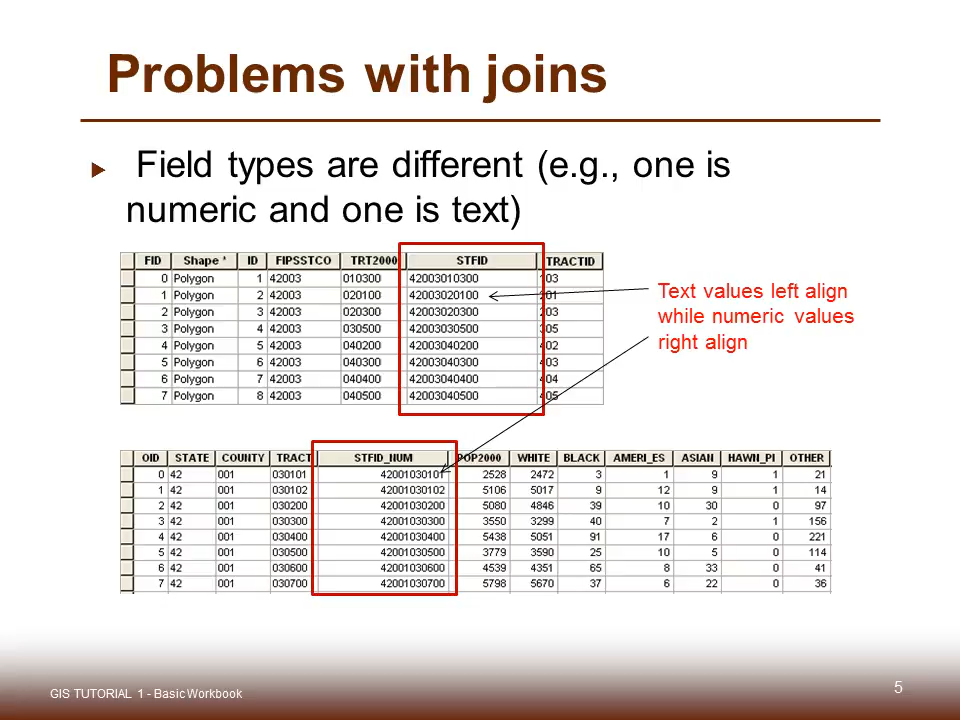 Problems with joins
Field types are different (e.g., one is
numeric and one is text)
FID Shape * ID FIPSSTCO TRT2000 STFID TRACTID
0 Polygon 1 42003 010300 42003010300 103
1 Polygon 2 42003 020100 42003020100 201
2 Polygon 3 42003 020300 42003020300 203
3 Polygon 4 42003 030500 42003030500 305
4 Polygon 5 42003 040200 42003040200 402
5 Polygon 6 42003 040300 42003040300 403
6 Polygon 7 42003 040400 42003040400 404
7 Polygon 8 42003 040500 42003040500 405
Text values left align
while numeric values
right align
OID STATE COUNTY TRACT STFID_NUM POP2000 WHITE BLACK AMERI_ES ASIAN HAWN_PI OTHER
0 42 001 030101 42001030101 2528 2472 3 1 9 1 21
1 42 001 030102 42001030102 5106 5017 9 12 9 1 14
2 42 001 030200 42001030200 5080 4846 39 10 30 0 97
3 42 001 030300 42001030300 3550 3299 40 7 2 1 156
4 42 001 030400 42001030400 5438 5051 91 17 6 0 221
5 42 001 030500 42001030500 3779 3590 25 10 5 0 114
6 42 001 030600 42001030600 4539 4351 65 8 33 0 41
7 42 001 030700 42001030700 5798 5670 37 6 22 0 36
GIS TUTORIAL 1 - Basic Workbook
5